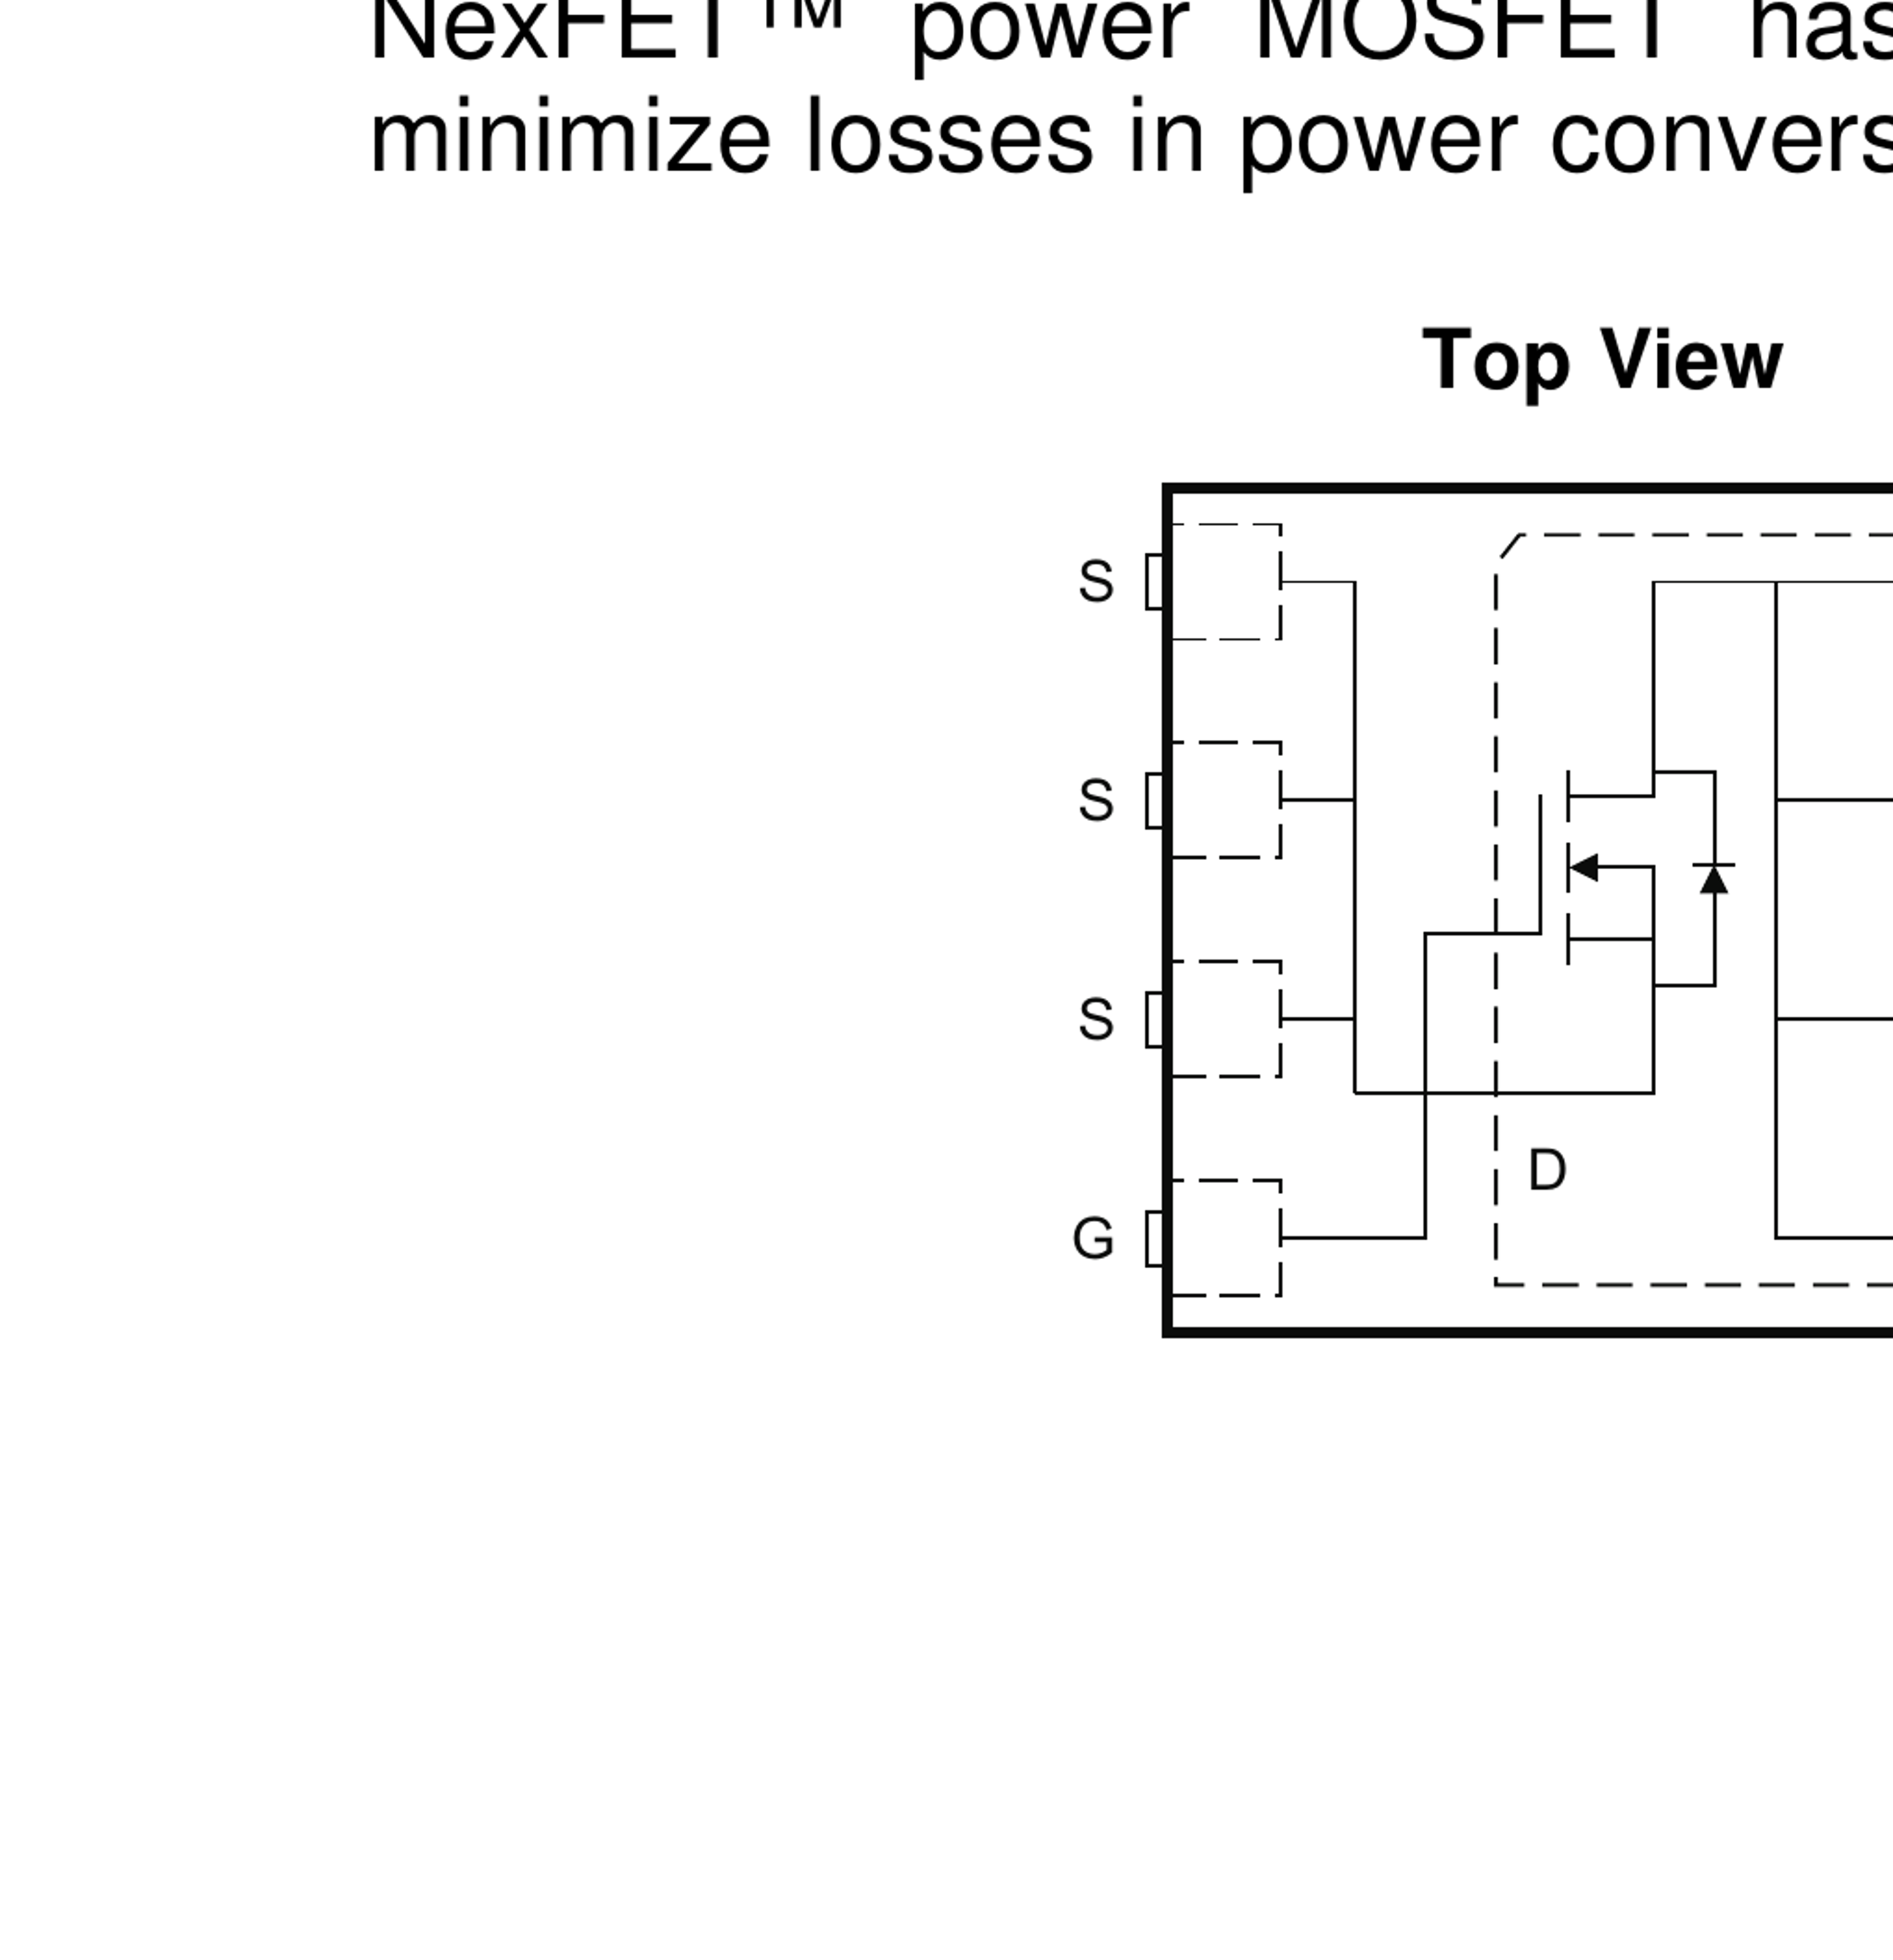 NexFET™ power MOSFET has
minimize losses in power convers
Top View
S
S
S
D
G